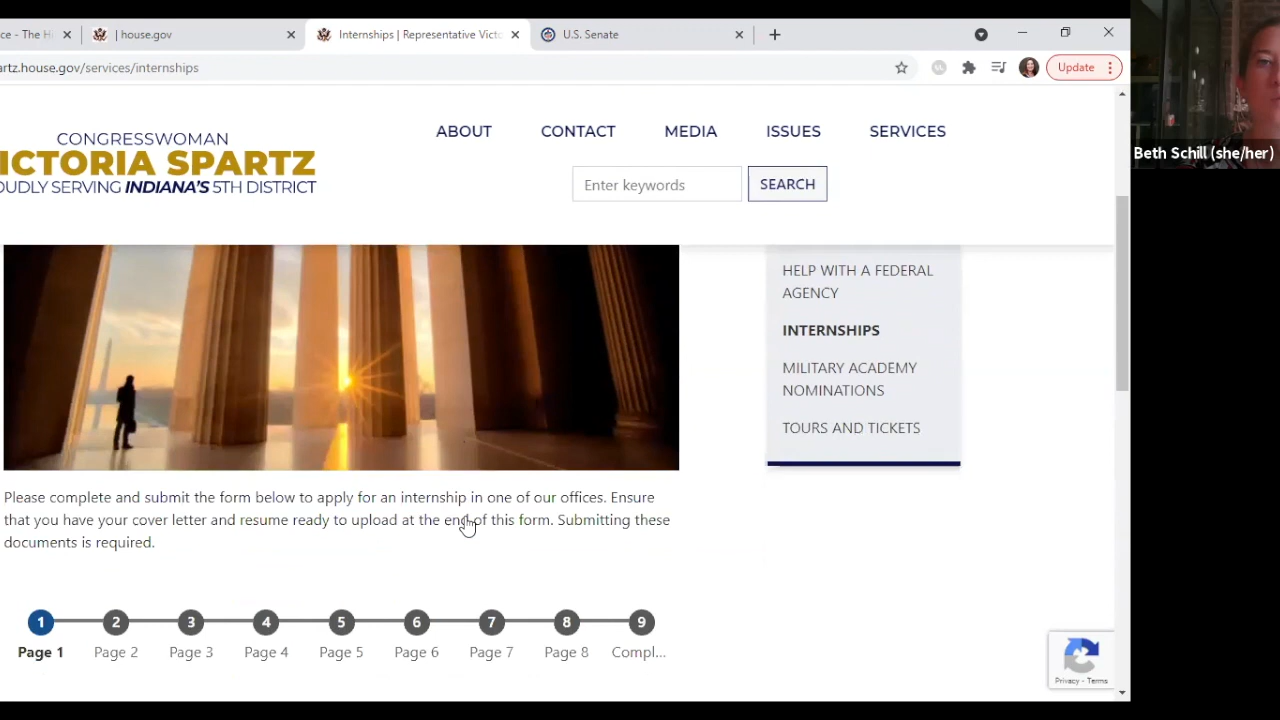 ce - The H
| house.gov
Internships | Representative Victo
U.S. Senate
artz.house.gov/services/internships
Update
CONGRESSWOMAN
ICTORIA SPARTZ
OUDLY SERVING INDIANA'S 5TH DISTRICT
ABOUT
CONTACT
MEDIA
ISSUES
SERVICES
Enter keywords
SEARCH
Beth Schill (she/her)
HELP WITH A FEDERAL
AGENCY
INTERNSHIPS
MILITARY ACADEMY
NOMINATIONS
TOURS AND TICKETS
Please complete and submit the form below to apply for an internship in one of our offices. Ensure
that you have your cover letter and resume ready to upload at the end of this form. Submitting these
documents is required.
1 2 3 4 5 6 7 8 9
Page 1 Page 2 Page 3 Page 4 Page 5 Page 6 Page 7 Page 8 Compl...
Privacy - Terms